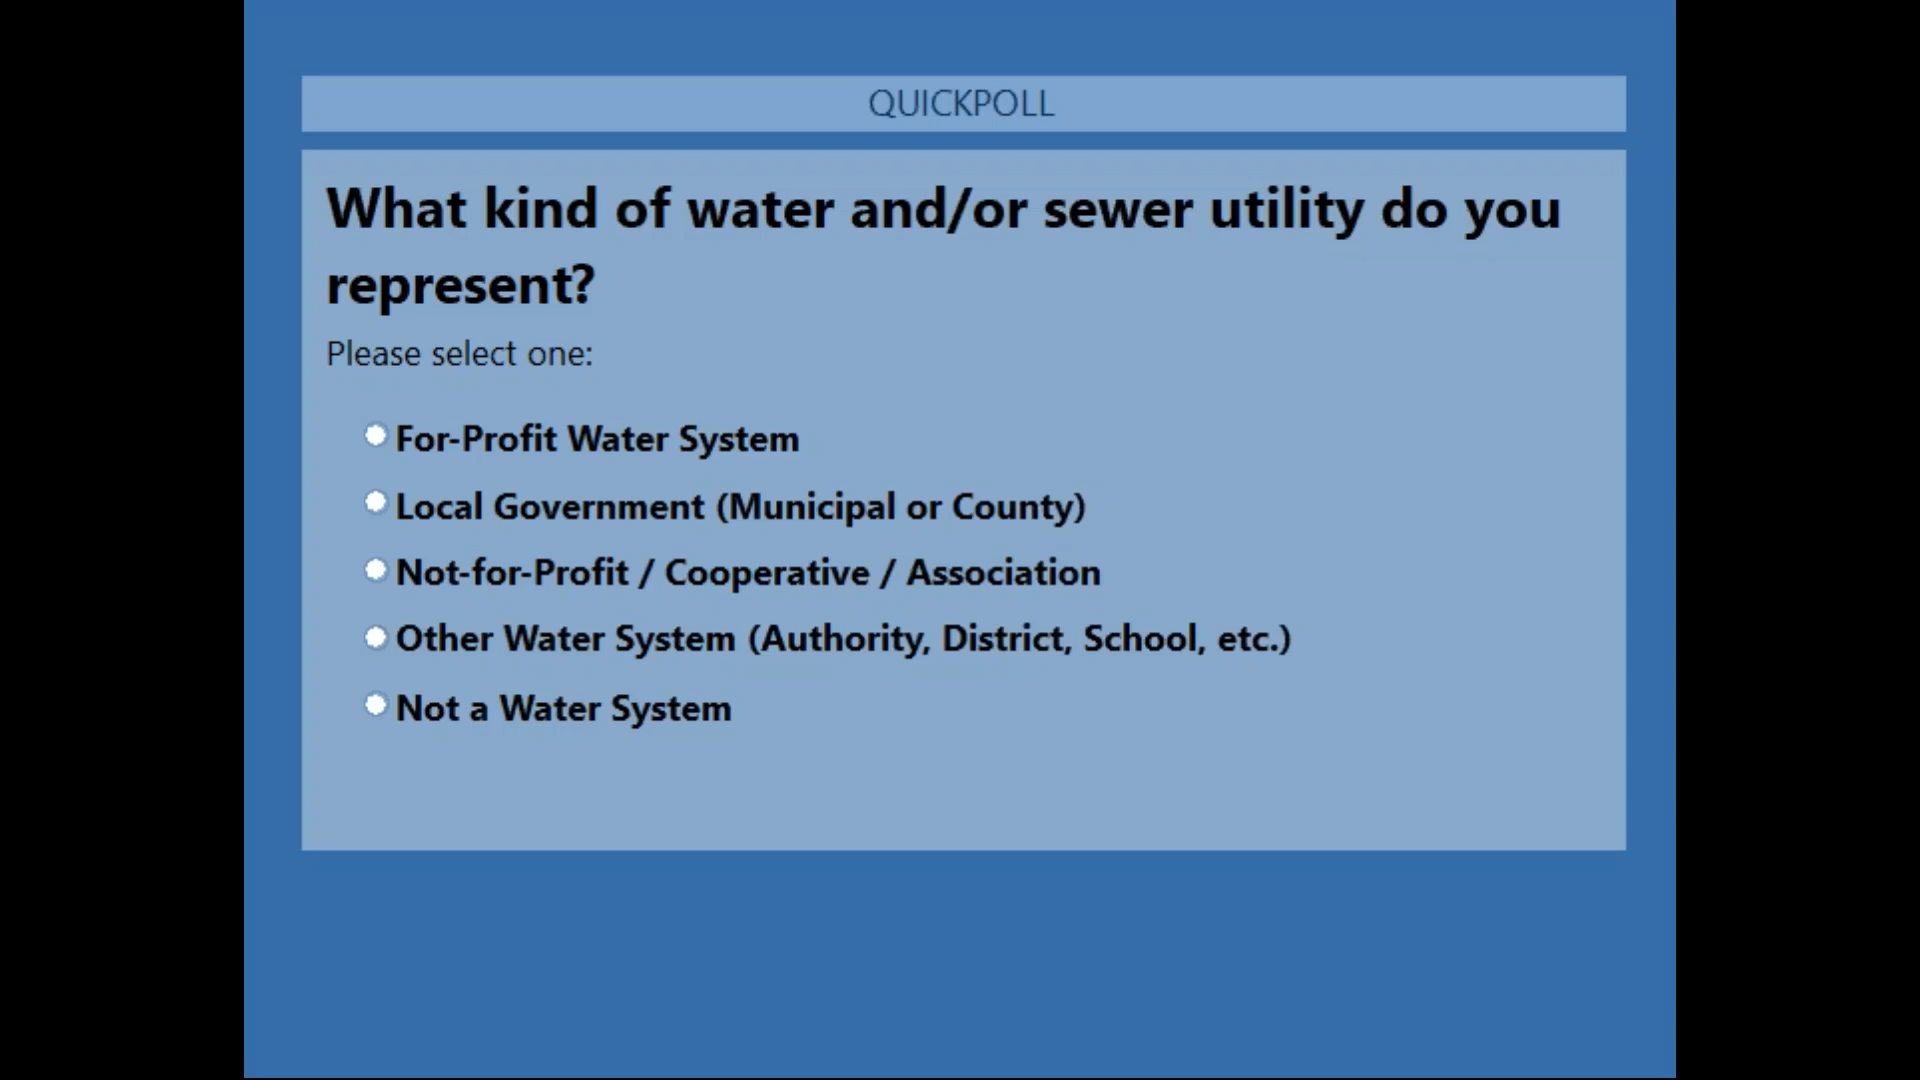 QUICKPOLL
What kind of water and/or sewer utility do you
represent?
Please select one:
For-Profit Water System
Local Government (Municipal or County)
Not-for-Profit / Cooperative / Association
Other Water System (Authority, District, School, etc.)
Not a Water System